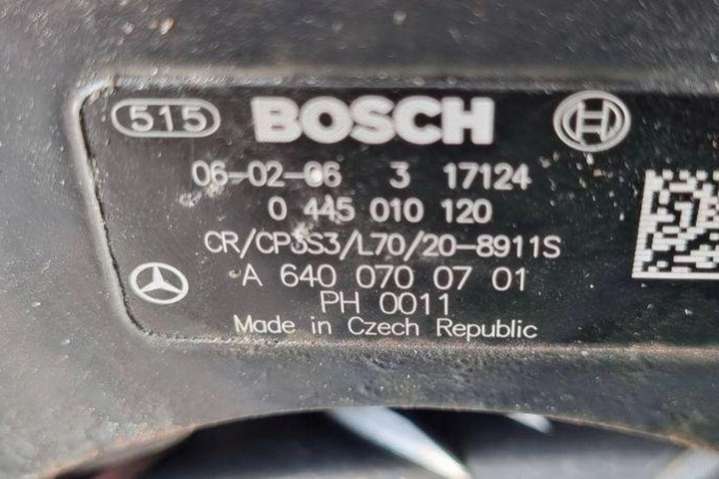 515 BOSCH
06-02-06 3 17124
0 445 010 120
CR/CP3S3/L70/20-8911S
A 640 070 07 01
PH 0011
Made in Czech Republic